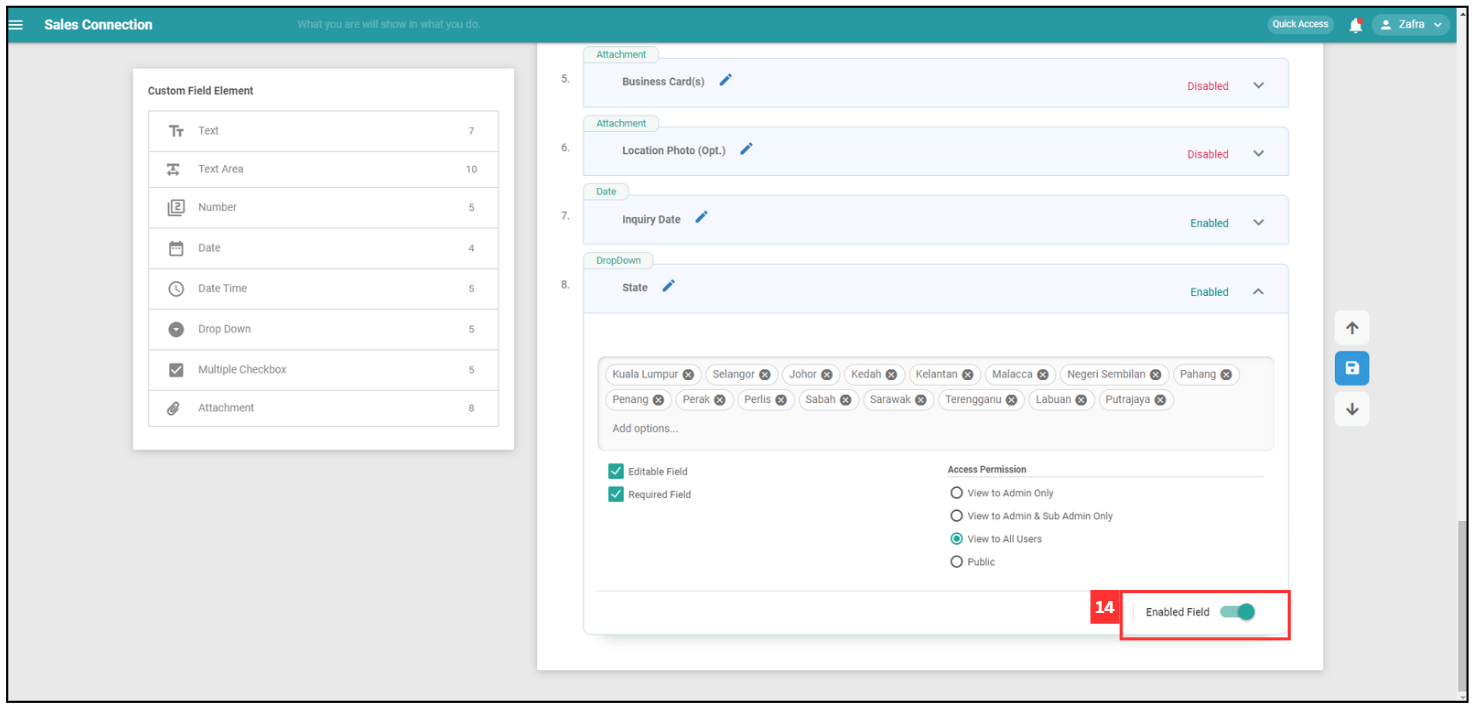 Sales Connection
What you are will show in what you do.
Quick Access
Zafra
Custom Field Element
Text 7
Text Area 10
Number 5
Date 4
Date Time 5
Drop Down 5
Multiple Checkbox 5
Attachment 8
Attachment
5. Business Card(s) Disabled
Attachment
6. Location Photo (Opt.) Disabled
Date
7. Inquiry Date Enabled
DropDown
8. State Enabled
Kuala Lumpur Selangor Johor Kedah Kelantan Malacca Negeri Sembilan Pahang
Penang Perak Perlis Sabah Sarawak Terengganu Labuan Putrajaya
Add options...
Editable Field
Required Field
Access Permission
View to Admin Only
View to Admin & Sub Admin Only
View to All Users
Public
14 Enabled Field